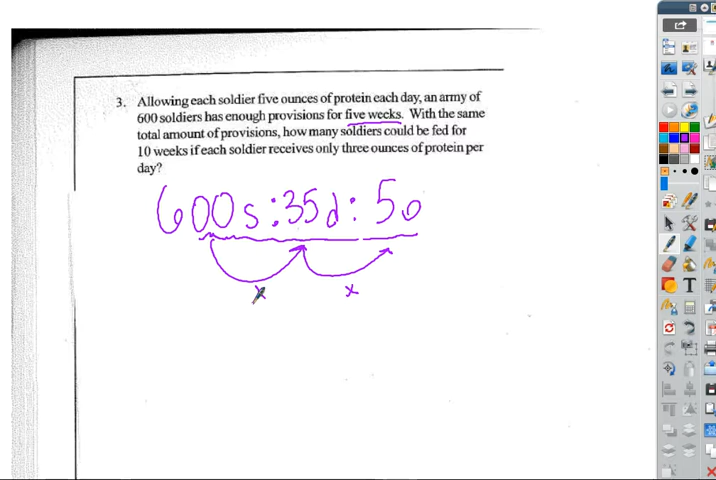 3. Allowing each soldier five ounces of protein each day, an army of
600 soldiers has enough provisions for five weeks. With the same
total amount of provisions, how many soldiers could be fed for
10 weeks if each soldier receives only three ounces of protein per
day?
600s:35d:5o
x x
T